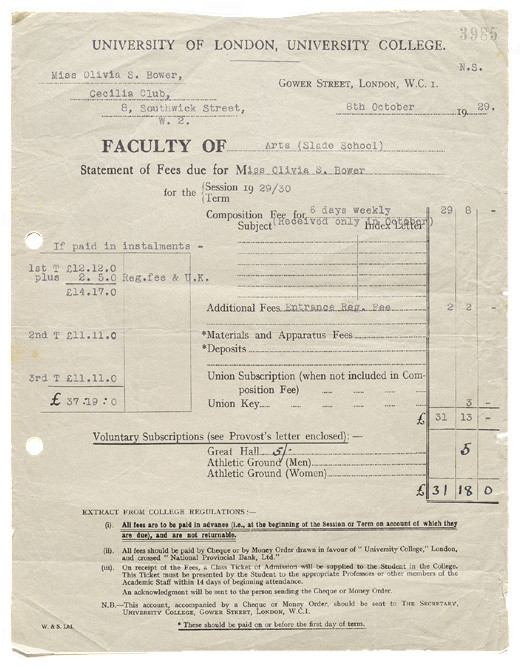 3985
UNIVERSITY OF LONDON, UNIVERSITY COLLEGE.
N.S.
Miss Olivia S. Bower,
Cecilia Club,
8, Southwick Street,
W. 2.
GOWER STREET, LONDON, W.C 1.
8th October 1929.
FACULTY OF Arts (Slade School)
Statement of Fees due for Miss Olivia S. Bower
for the {Session 19 29/30
{Term
Composition Fee for 6 days weekly 29 8 -
Subject (Received only in October) Index Letter
If paid in instalments -
1st T £12.12.0
plus 2. 5.0 Reg.fee & U.K.
£14.17.0
Additional Fees Entrance Reg. Fee 2 2 -
2nd T £11.11.0
*Materials and Apparatus Fees
*Deposits
3rd T £11.11.0
£ 37:19:0
Union Subscription (when not included in Com-
position Fee)
Union Key 3 -
£ 31 13 -
Voluntary Subscriptions (see Provost's letter enclosed): —
Great Hall 5/- 5
Athletic Ground (Men)
Athletic Ground (Women)
£ 31 18 0
EXTRACT FROM COLLEGE REGULATIONS :—
(i). All fees are to be paid in advance (i.e., at the beginning of the Session or Term on account of which they
are due), and are not returnable.
(ii). All fees should be paid by Cheque or by Money Order drawn in favour of " University College," London,
and crossed " National Provincial Bank, Ltd."
(iii). On receipt of the Fees, a Class Ticket of Admission will be supplied to the Student in the College.
This Ticket must be presented by the Student to the appropriate Professors or other members of the
Academic Staff within 14 days of beginning attendance.
An acknowledgment will be sent to the person sending the Cheque or Money Order.
N.B.—This account, accompanied by a Cheque or Money Order, should be sent to THE SECRETARY,
UNIVERSITY COLLEGE, GOWER STREET, LONDON, W.C.1.
W. & S. Ltd.
* These should be paid on or before the first day of term.